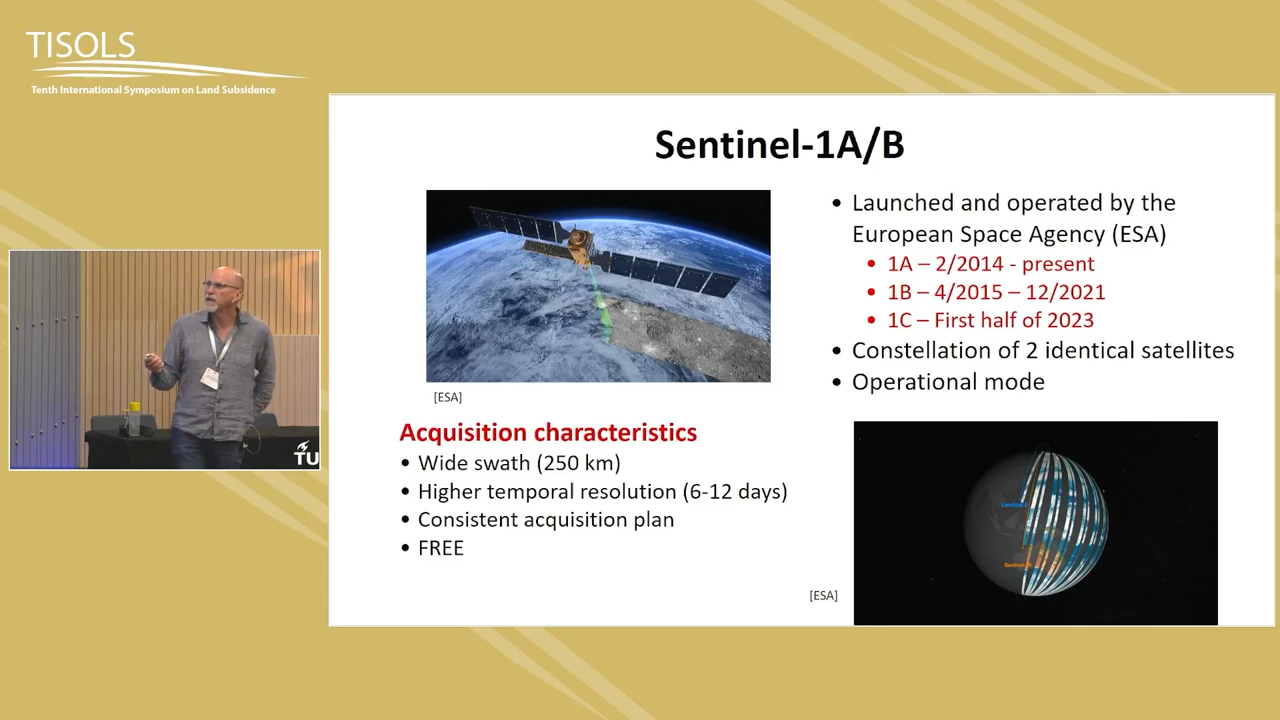 TISOLS
Tenth International Symposium on Land Subsidence
Sentinel-1A/B
[ESA]
Acquisition characteristics
• Wide swath (250 km)
• Higher temporal resolution (6-12 days)
• Consistent acquisition plan
• FREE
• Launched and operated by the
European Space Agency (ESA)
• 1A – 2/2014 - present
• 1B – 4/2015 – 12/2021
• 1C – First half of 2023
• Constellation of 2 identical satellites
• Operational mode
[ESA]
TU